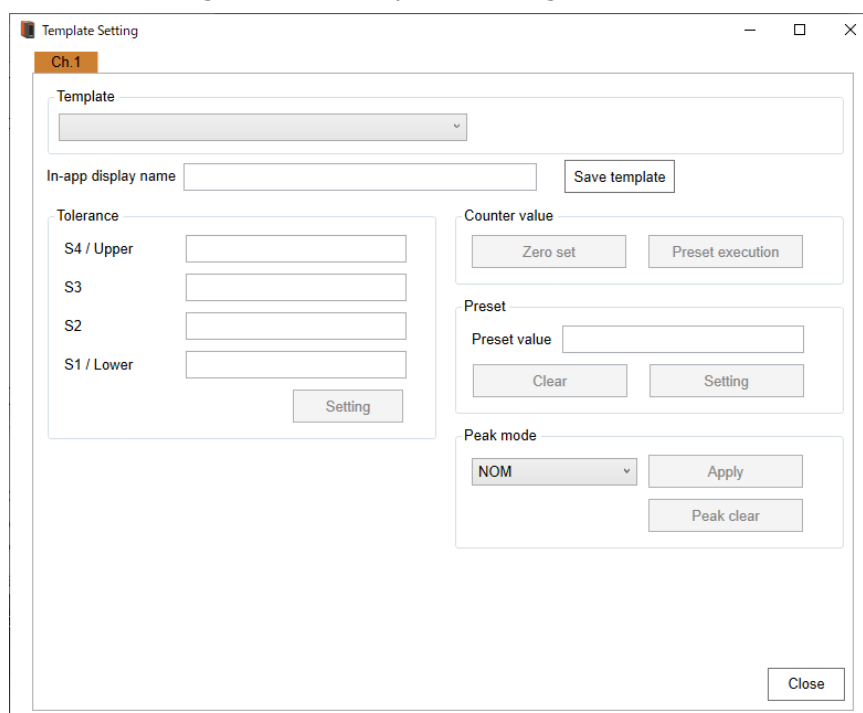 Template Setting
Ch.1
Template
In-app display name
Save template
Tolerance
S4 / Upper
S3
S2
S1 / Lower
Setting
Counter value
Zero set
Preset execution
Preset
Preset value
Clear
Setting
Peak mode
NOM
Apply
Peak clear
Close